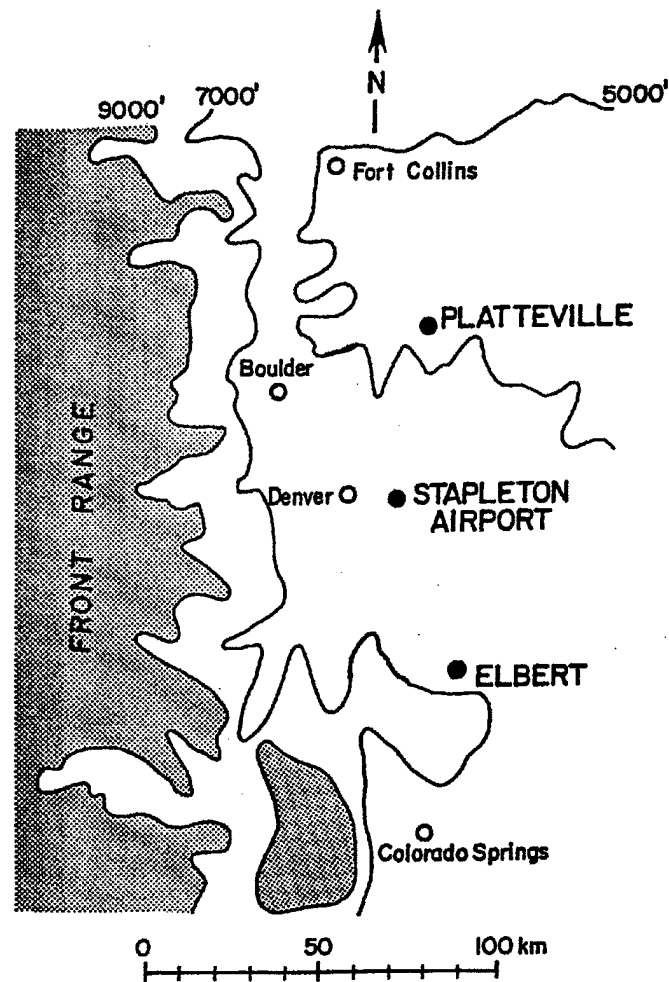 N
9000'
7000'
5000'
Fort Collins
PLATTEVILLE
Boulder
FRONT RANGE
Denver
STAPLETON
AIRPORT
ELBERT
Colorado Springs
0 50 100 km